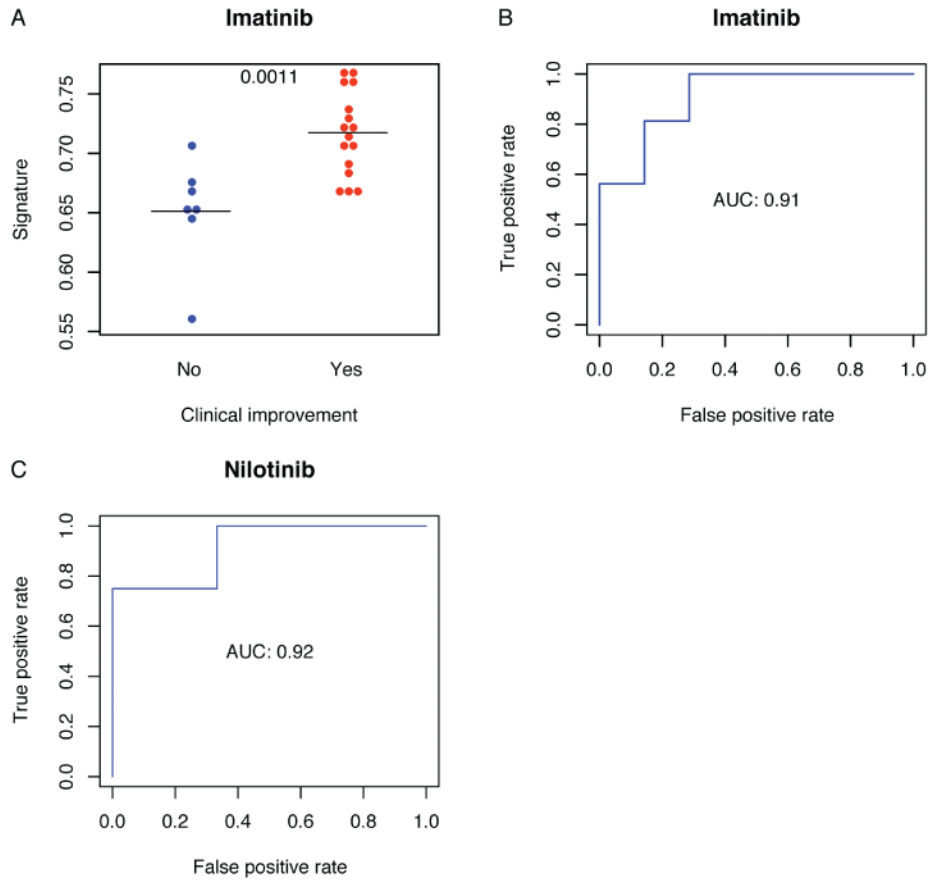 A
Imatinib
0.0011
0.75
0.70
0.65
0.60
0.55
Signature
No Yes
Clinical improvement
B
Imatinib
1.0
0.8
0.6
0.4
0.2
0.0
True positive rate
AUC: 0.91
0.0 0.2 0.4 0.6 0.8 1.0
False positive rate
C
Nilotinib
1.0
0.8
0.6
0.4
0.2
0.0
True positive rate
AUC: 0.92
0.0 0.2 0.4 0.6 0.8 1.0
False positive rate